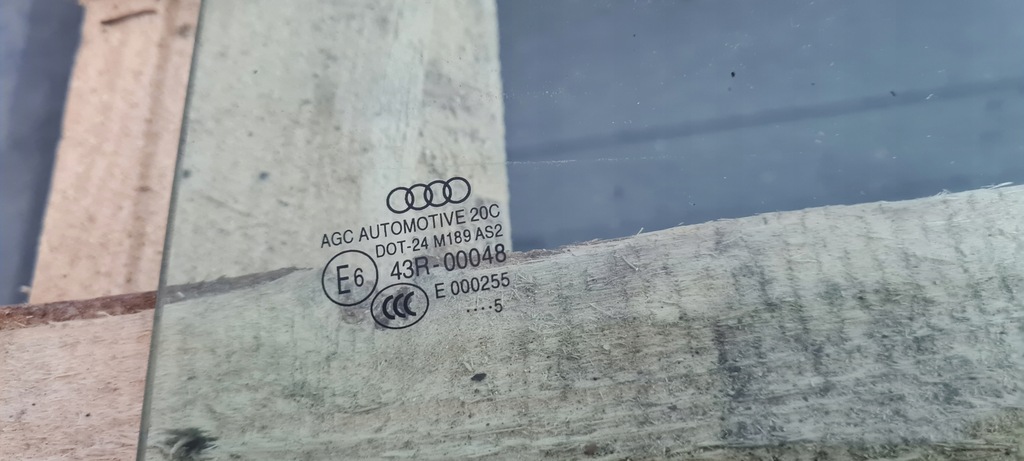 AGC AUTOMOTIVE 20C
DOT-24 M189 AS2
E6 43R-00048
CCC E 000255
....5